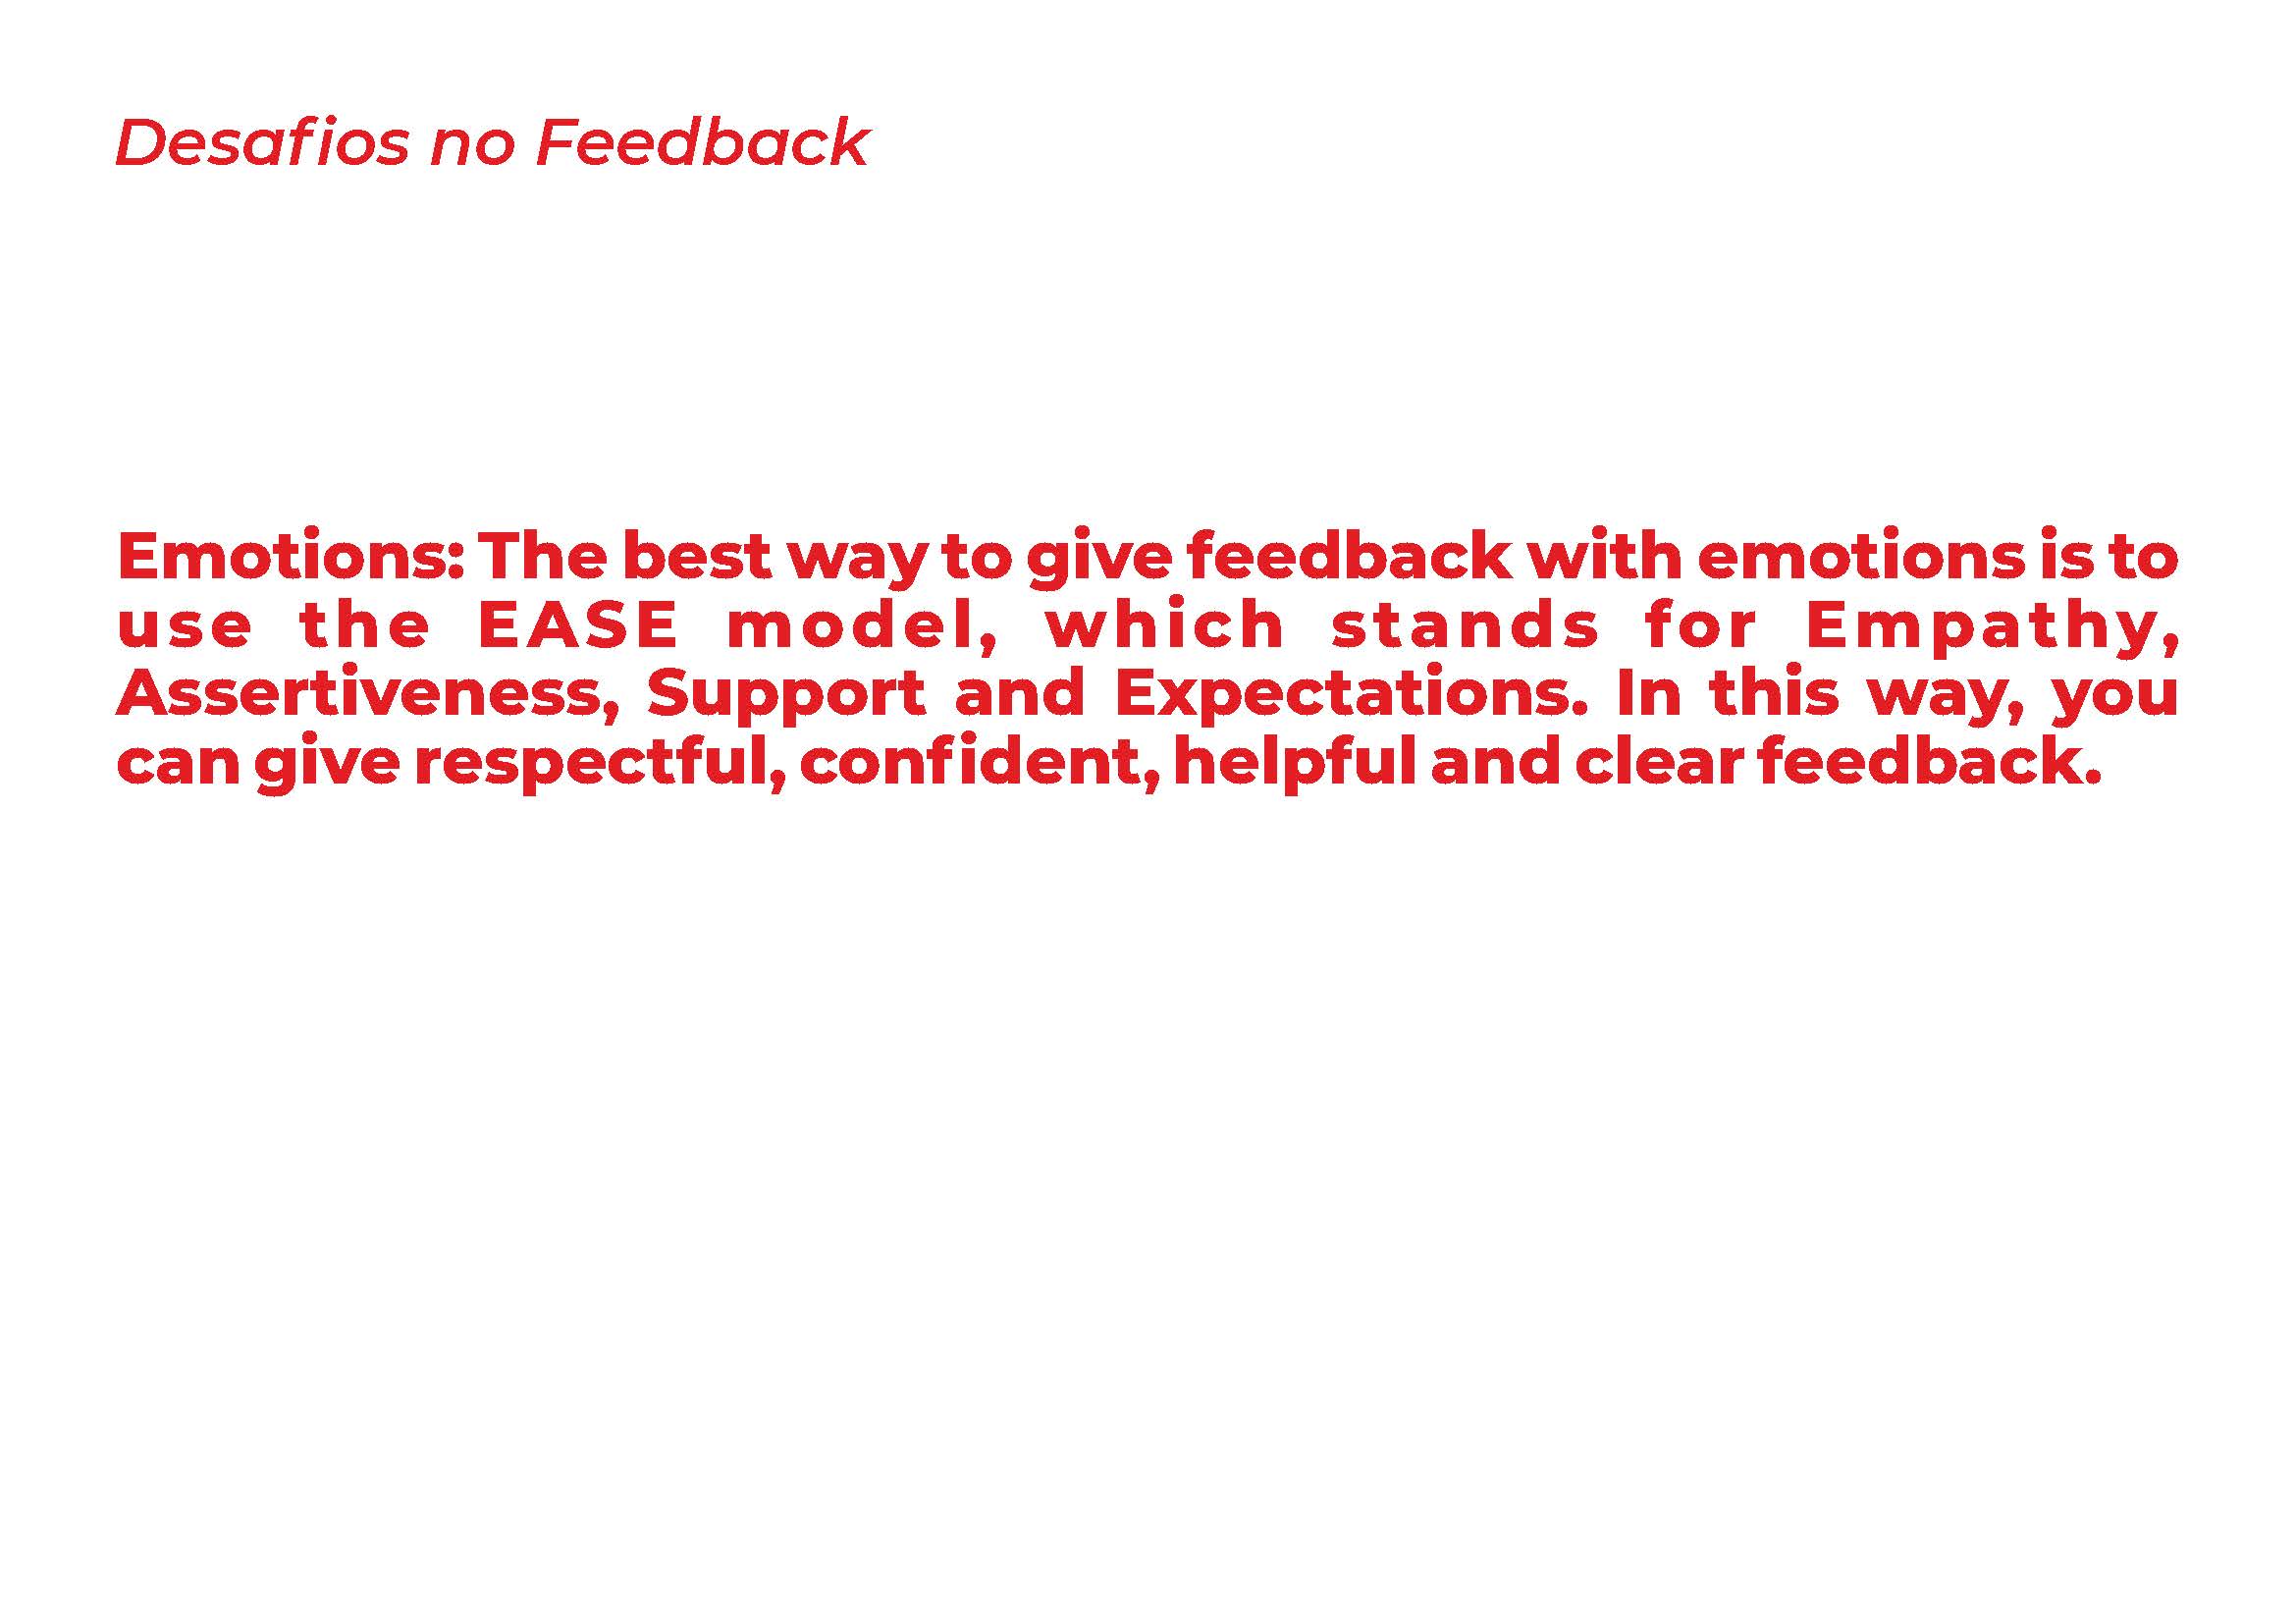 Desafios no Feedback
Emotions: The best way to give feedback with emotions is to
use the EASE model, which stands for Empathy,
Assertiveness, Support and Expectations. In this way, you
can give respectful, confident, helpful and clear feedback.